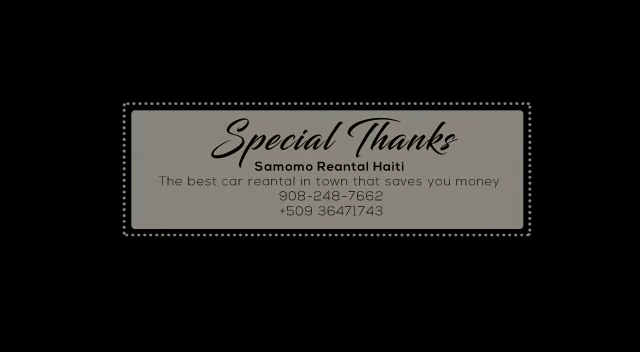 Special Thanks
Samomo Reantal Haiti
The best car reantal in town that saves you money
908-248-7662
+509 36471743